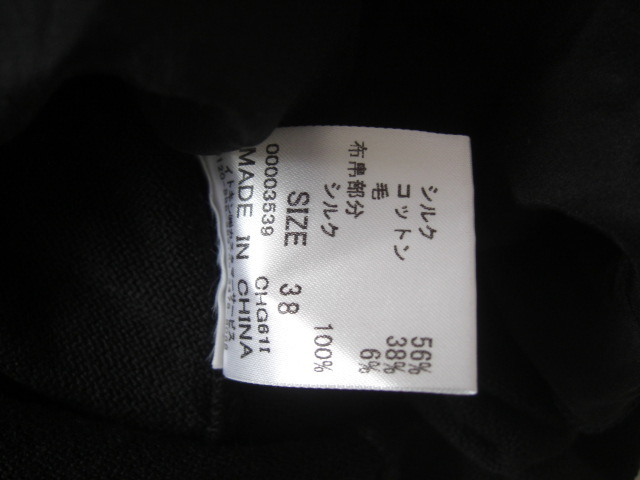 シルク 56%
コットン 38%
毛 6%
布帛部分
シルク 100%
SIZE 38
00003539 CHG61I
MADE IN CHINA